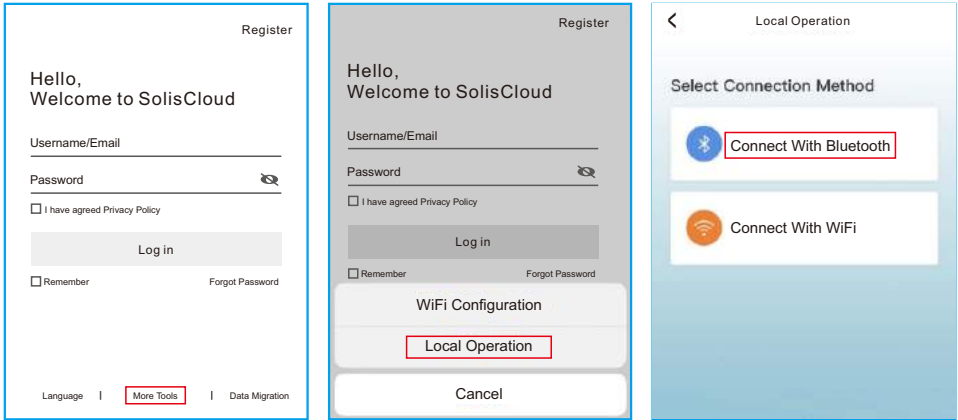 Register
Hello,
Welcome to SolisCloud
Username/Email
Password
I have agreed Privacy Policy
Log in
Remember
Forgot Password
Language | More Tools | Data Migration
Register
Hello,
Welcome to SolisCloud
Username/Email
Password
I have agreed Privacy Policy
Log in
Remember
Forgot Password
WiFi Configuration
Local Operation
Cancel
Local Operation
Select Connection Method
Connect With Bluetooth
Connect With WiFi